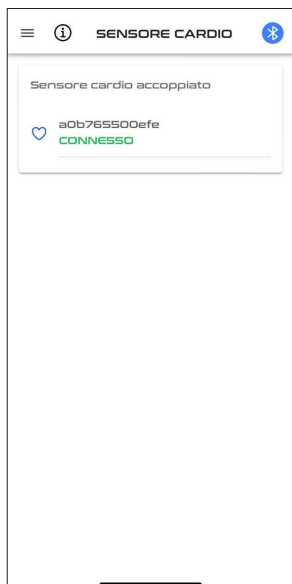 SENSORE CARDIO
Sensore cardio accoppiato
a0b765500efe
CONNESSO